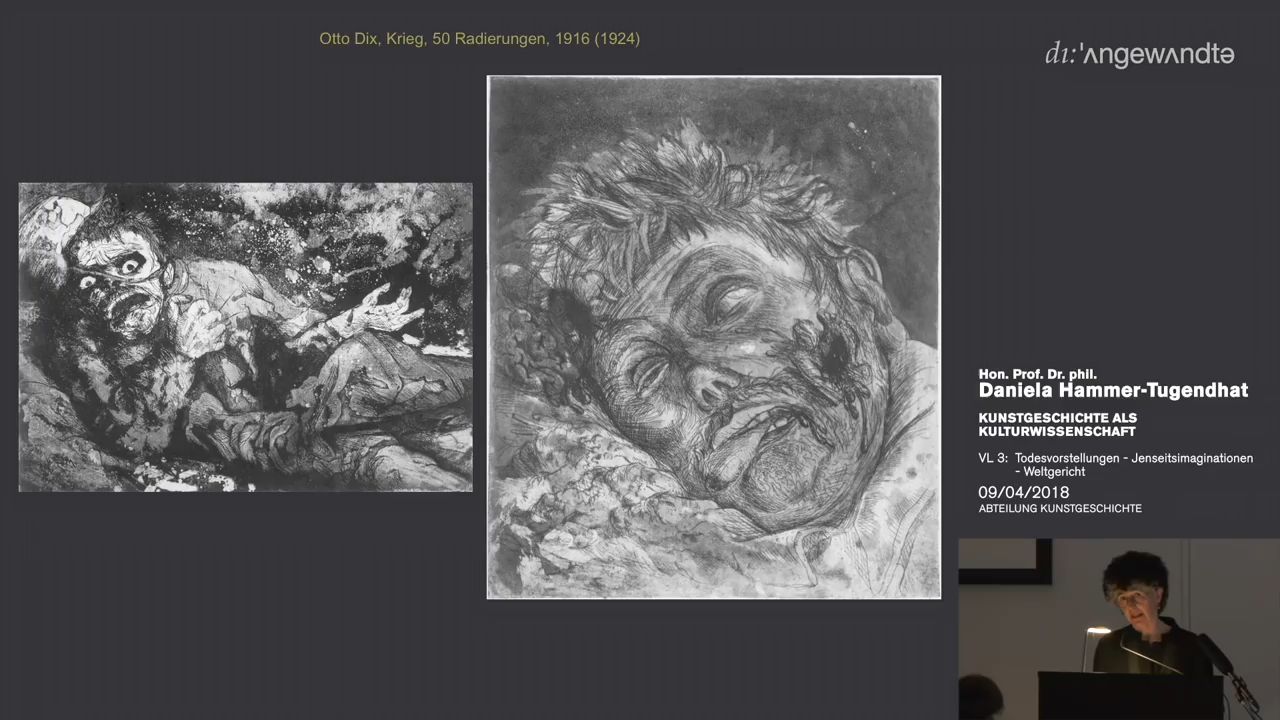 Otto Dix, Krieg, 50 Radierungen, 1916 (1924)
dı:'ʌngewʌndtə
Hon. Prof. Dr. phil.
Daniela Hammer-Tugendhat
KUNSTGESCHICHTE ALS
KULTURWISSENSCHAFT
VL 3: Todesvorstellungen - Jenseitsimaginationen
- Weltgericht
09/04/2018
ABTEILUNG KUNSTGESCHICHTE